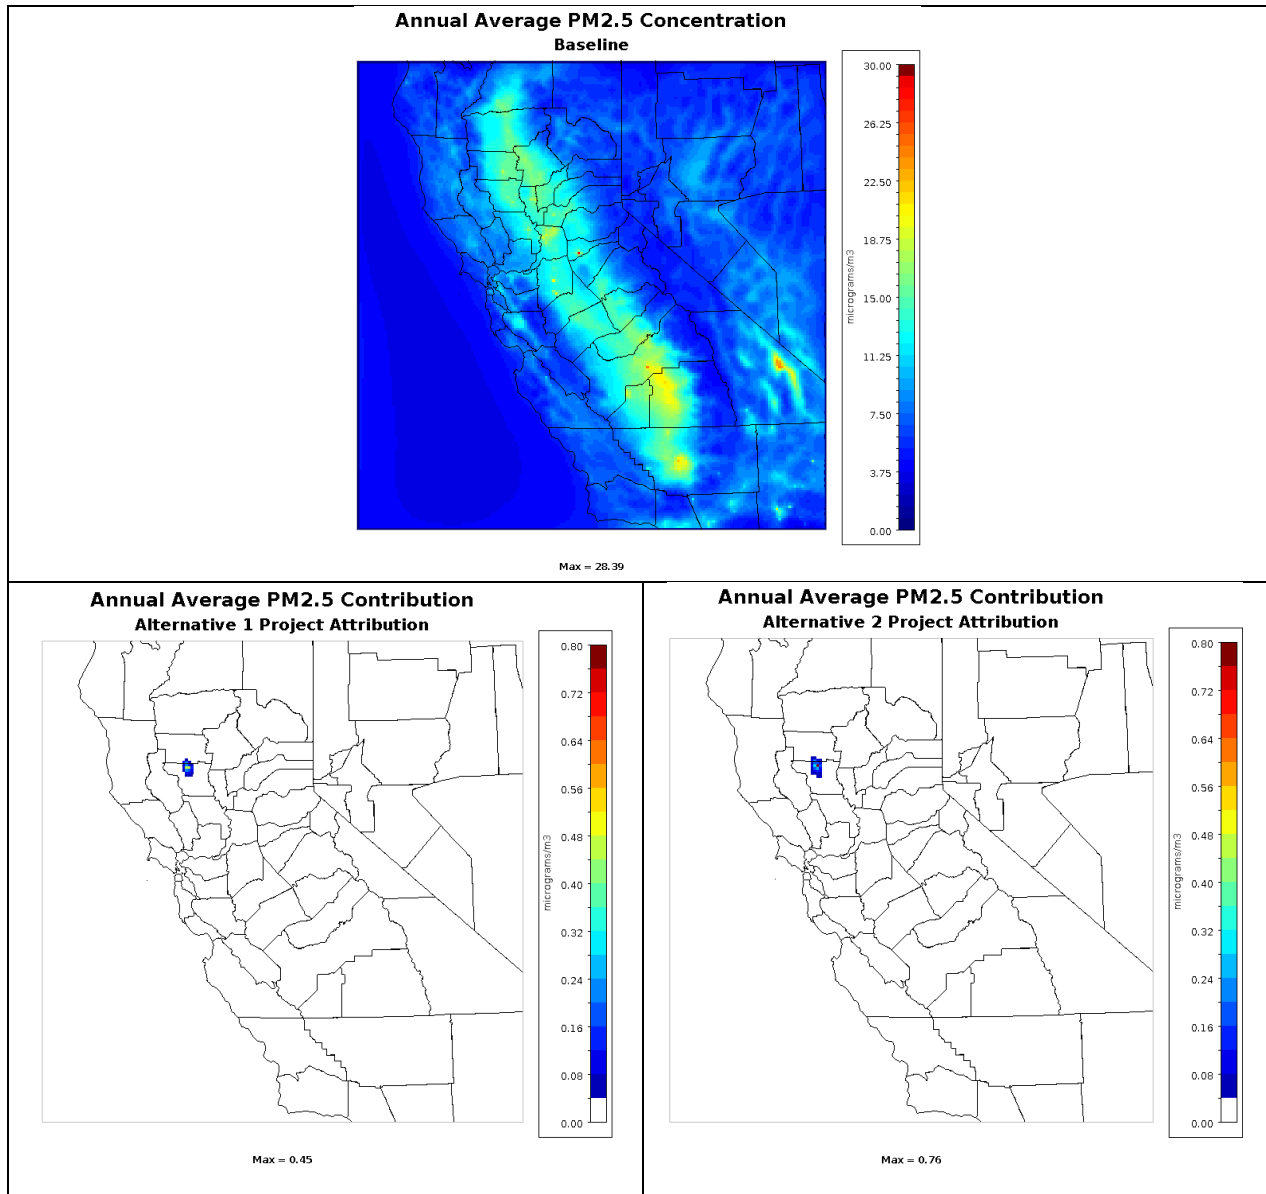 Annual Average PM2.5 Concentration
Baseline
30.00
26.25
22.50
18.75
15.00
11.25
7.50
3.75
0.00
micrograms/m3
Max = 28.39
Annual Average PM2.5 Contribution
Alternative 1 Project Attribution
0.80
0.72
0.64
0.56
0.48
0.40
0.32
0.24
0.16
0.08
0.00
micrograms/m3
Max = 0.45
Annual Average PM2.5 Contribution
Alternative 2 Project Attribution
0.80
0.72
0.64
0.56
0.48
0.40
0.32
0.24
0.16
0.08
0.00
micrograms/m3
Max = 0.76